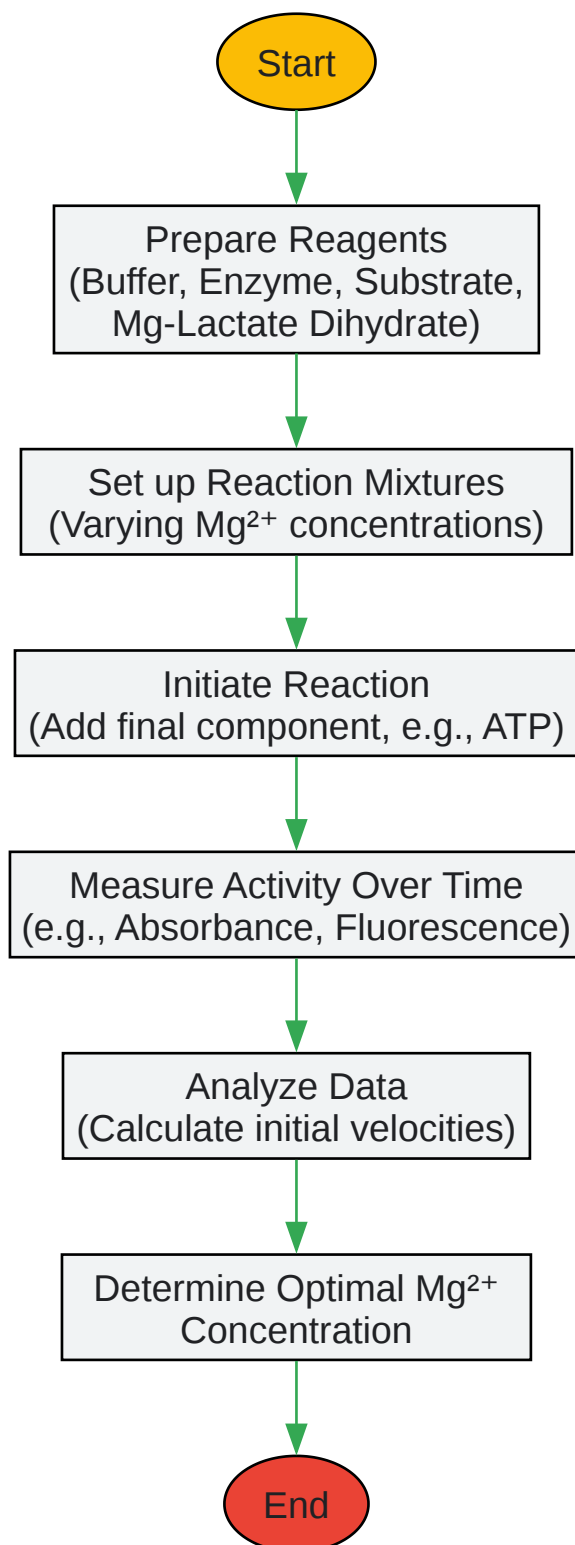 Start
Prepare Reagents
(Buffer, Enzyme, Substrate,
Mg-Lactate Dihydrate)
Set up Reaction Mixtures
(Varying Mg²⁺ concentrations)
Initiate Reaction
(Add final component, e.g., ATP)
Measure Activity Over Time
(e.g., Absorbance, Fluorescence)
Analyze Data
(Calculate initial velocities)
Determine Optimal Mg²⁺
Concentration
End